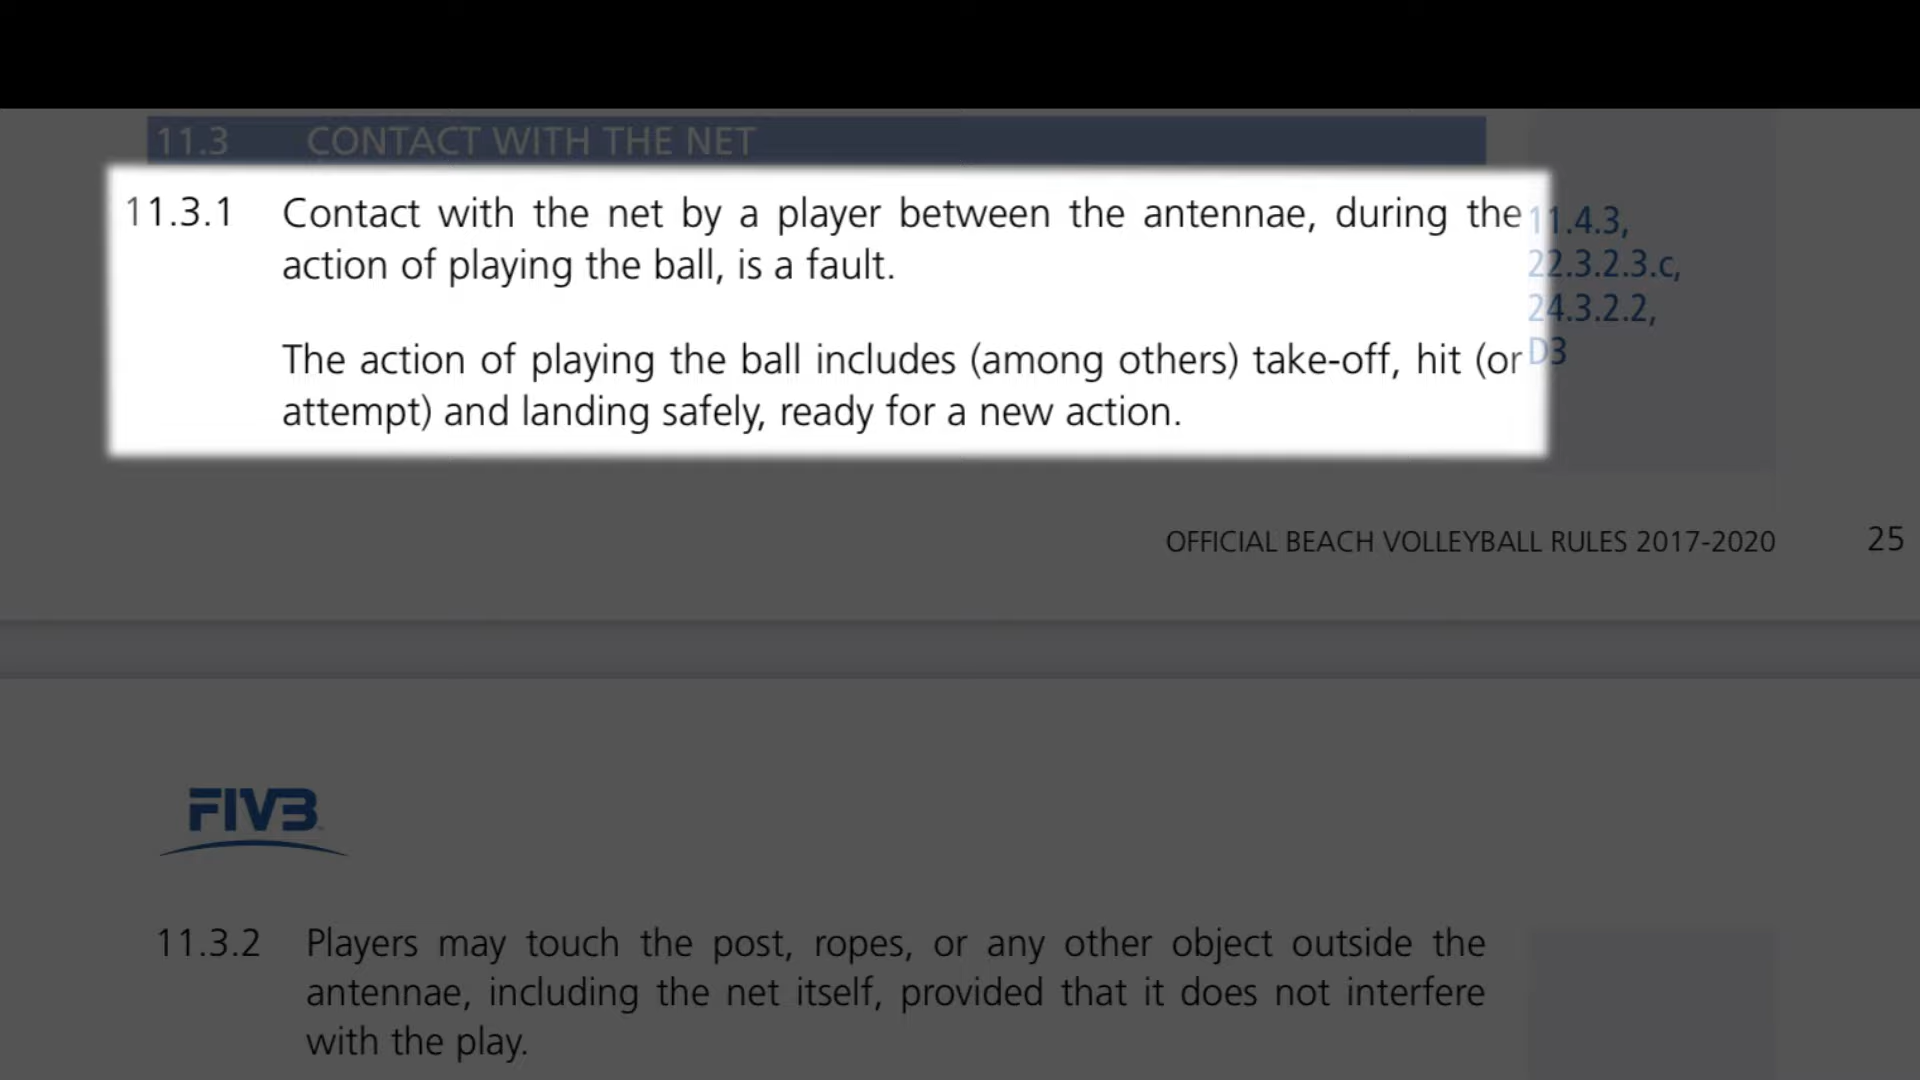 11.3 CONTACT WITH THE NET
11.3.1 Contact with the net by a player between the antennae, during the
action of playing the ball, is a fault.
The action of playing the ball includes (among others) take-off, hit (or
attempt) and landing safely, ready for a new action.
11.4.3,
22.3.2.3.c,
24.3.2.2,
D3
OFFICIAL BEACH VOLLEYBALL RULES 2017-2020 25
FIVB
11.3.2 Players may touch the post, ropes, or any other object outside the
antennae, including the net itself, provided that it does not interfere
with the play.